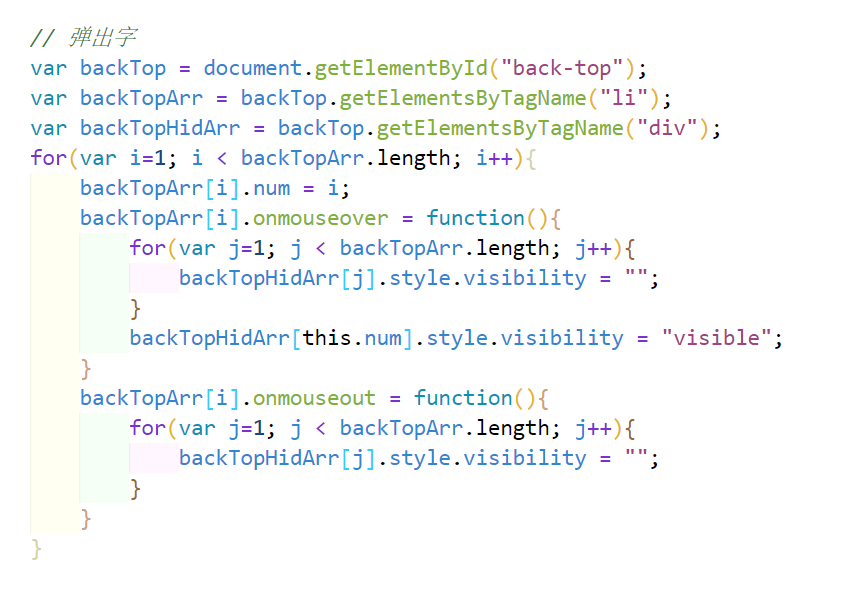 // 弹出字
var backTop = document.getElementById("back-top");
var backTopArr = backTop.getElementsByTagName("li");
var backTopHidArr = backTop.getElementsByTagName("div");
for(var i=1; i < backTopArr.length; i++){
    backTopArr[i].num = i;
    backTopArr[i].onmouseover = function(){
        for(var j=1; j < backTopArr.length; j++){
            backTopHidArr[j].style.visibility = "";
        }
        backTopHidArr[this.num].style.visibility = "visible";
    }
    backTopArr[i].onmouseout = function(){
        for(var j=1; j < backTopArr.length; j++){
            backTopHidArr[j].style.visibility = "";
        }
    }
}